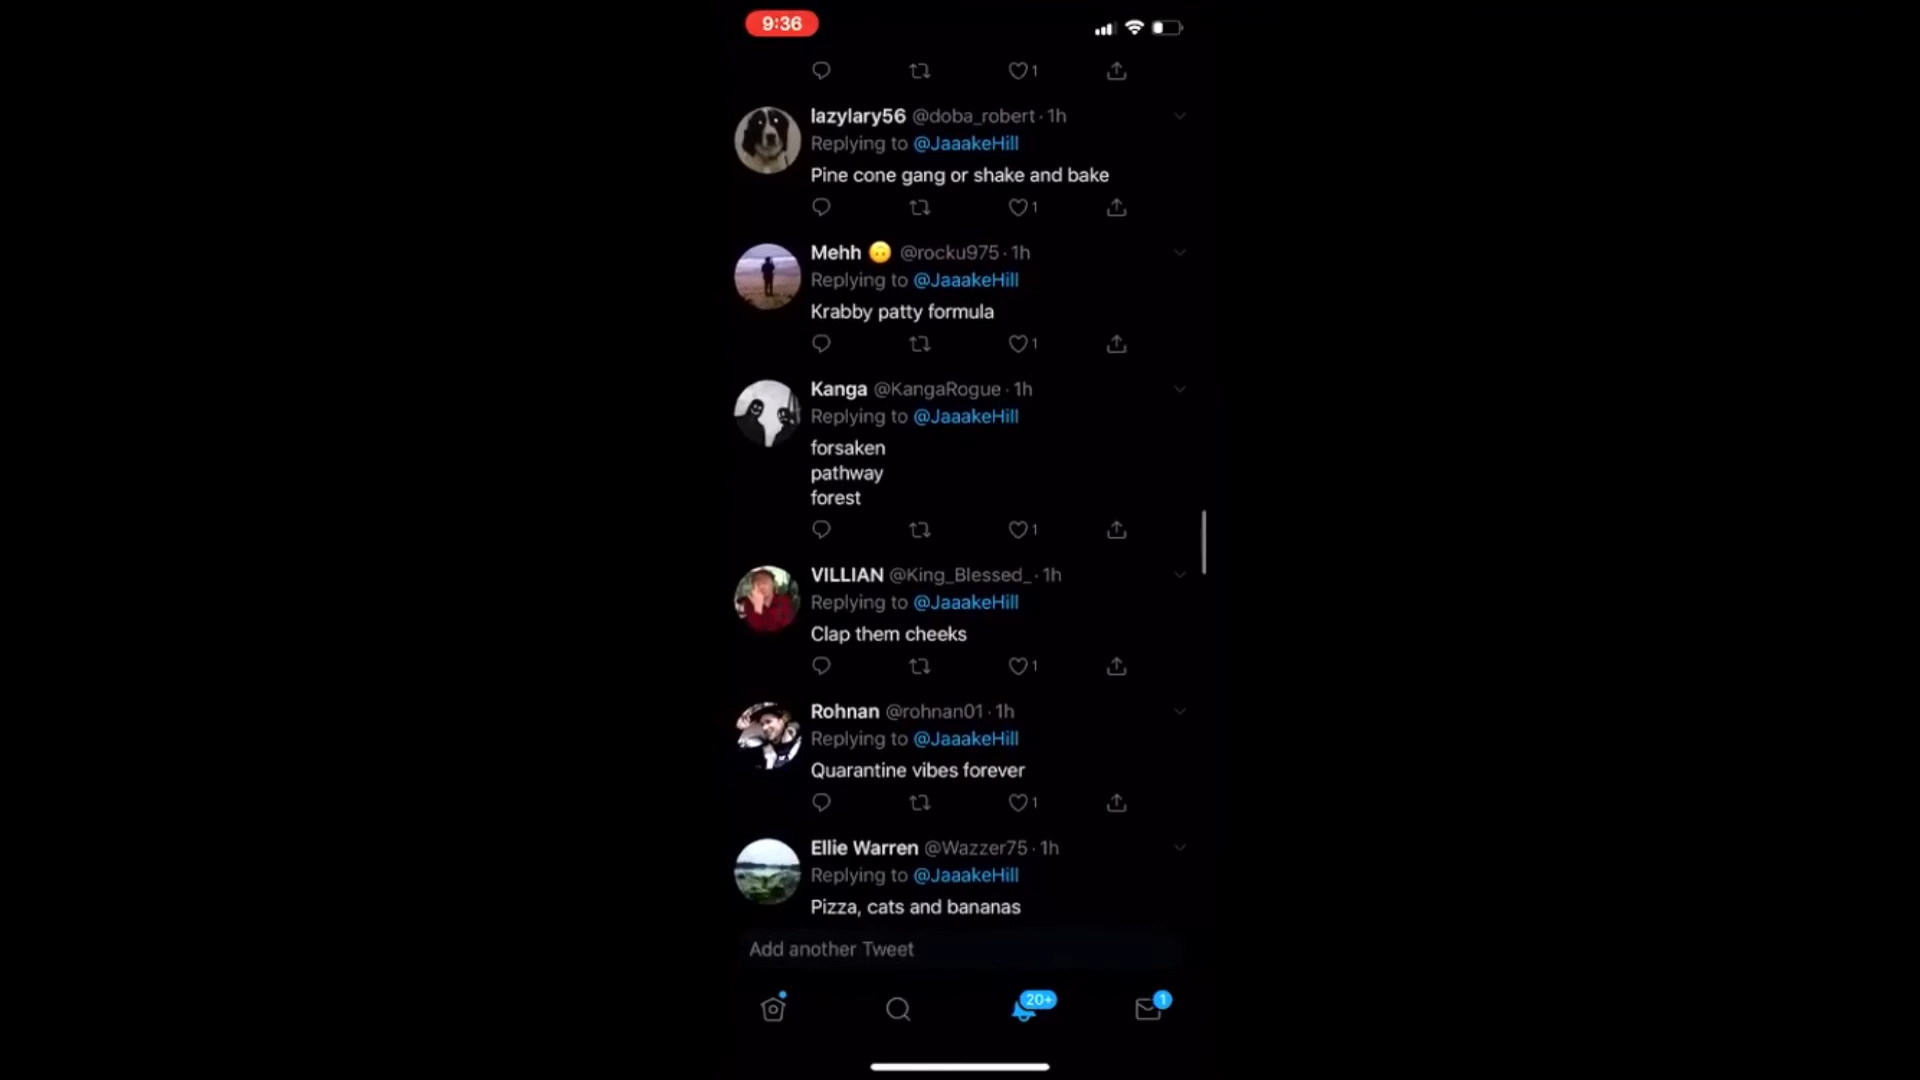 9:36
1
lazylary56 @doba_robert · 1h
Replying to @JaaakeHill
Pine cone gang or shake and bake
1
Mehh 🙃 @rocku975 · 1h
Replying to @JaaakeHill
Krabby patty formula
1
Kanga @KangaRogue · 1h
Replying to @JaaakeHill
forsaken
pathway
forest
1
VILLIAN @King_Blessed_ · 1h
Replying to @JaaakeHill
Clap them cheeks
1
Rohnan @rohnan01 · 1h
Replying to @JaaakeHill
Quarantine vibes forever
1
Ellie Warren @Wazzer75 · 1h
Replying to @JaaakeHill
Pizza, cats and bananas
Add another Tweet
20+ 1